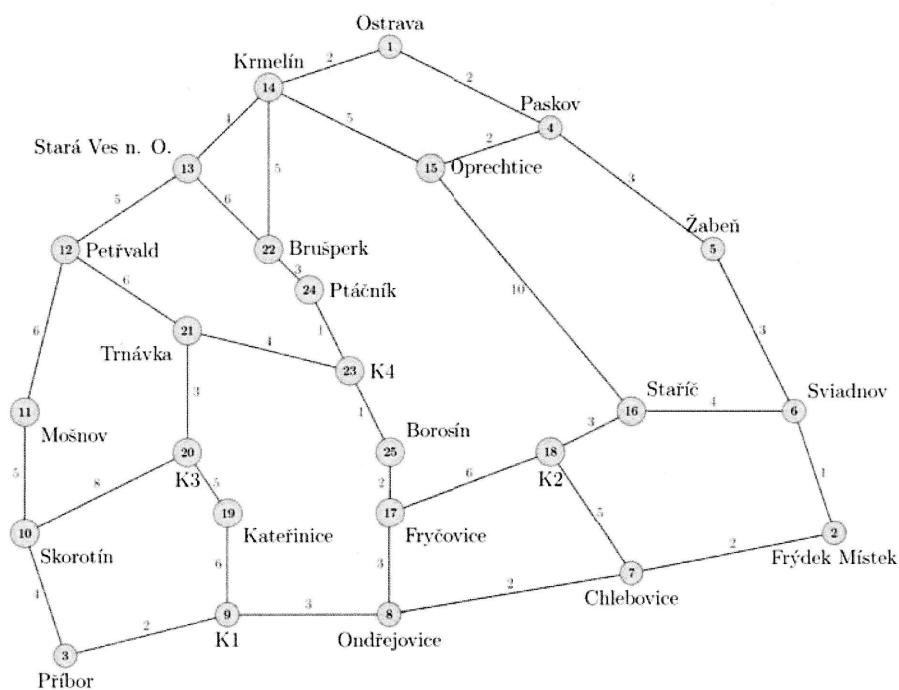 Ostrava
1
2
2
Krmelín
14
Paskov
4
5
2
4
Stará Ves n. O.
13
15
Oprechtice
3
5
6
5
Žabeň
5
12
Petřvald
22
Brušperk
3
24
Ptáčník
10
6
6
21
Trnávka
4
1
3
23
K4
3
1
Staříč
16
4
Sviadnov
6
11
Mošnov
Borosín
25
3
18
K2
5
8
20
K3
5
2
6
1
10
Skorotín
19
Kateřinice
17
Fryčovice
5
2
Frýdek Místek
6
3
2
7
Chlebovice
4
2
9
K1
3
8
Ondřejovice
2
3
Příbor